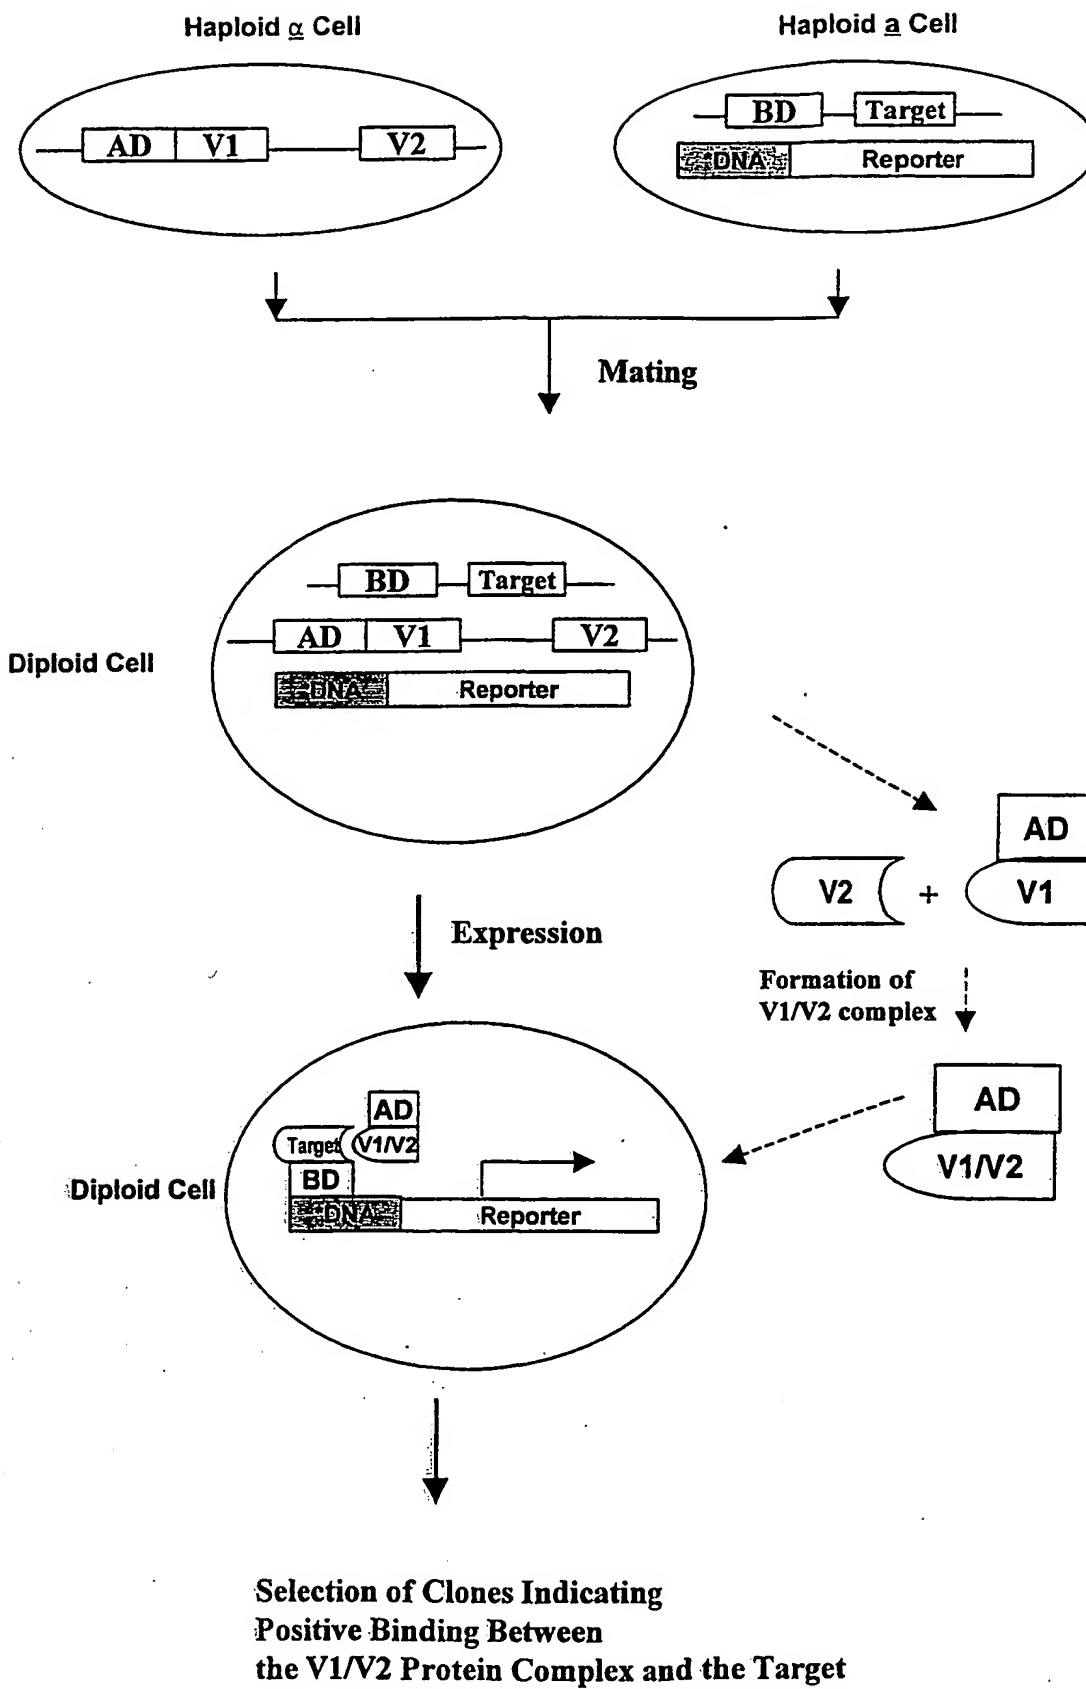 Haploid α Cell
Haploid a Cell
AD V1 V2
BD Target
DNA Reporter
Mating
Diploid Cell
BD Target
AD V1 V2
DNA Reporter
AD
V2 + V1
Expression
Formation of
V1/V2 complex
AD
V1/V2
Diploid Cell
AD
Target V1/V2
BD
DNA Reporter
Selection of Clones Indicating
Positive Binding Between
the V1/V2 Protein Complex and the Target